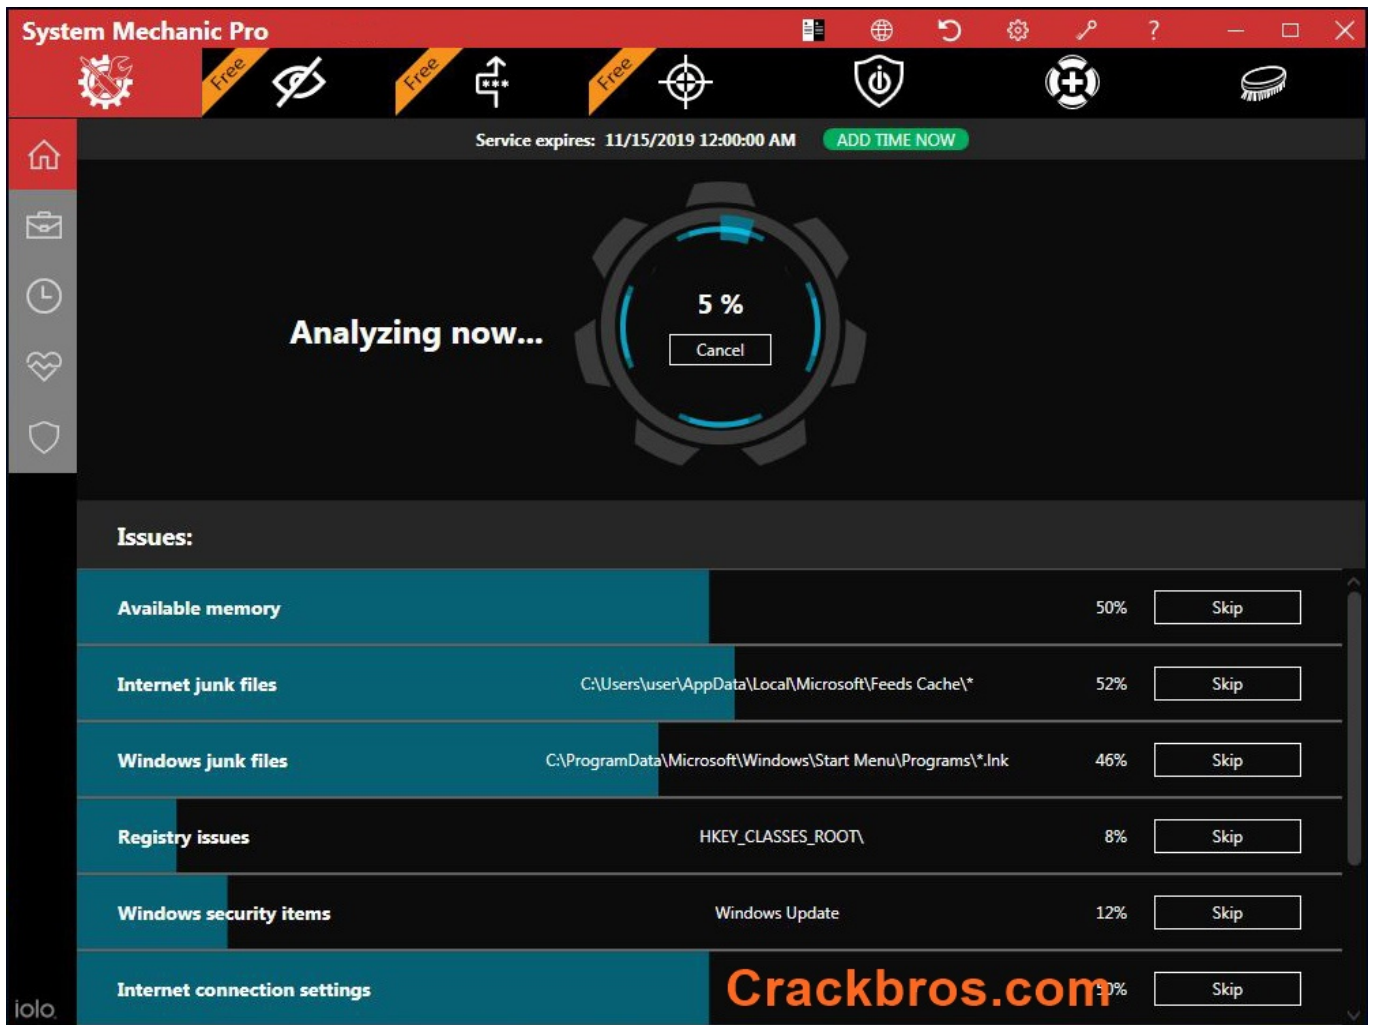 System Mechanic Pro
?
Free
Free
***
Free
Service expires: 11/15/2019 12:00:00 AM ADD TIME NOW
Analyzing now...
5 %
Cancel
Issues:
Available memory 50% Skip
Internet junk files C:\Users\user\AppData\Local\Microsoft\Feeds Cache\* 52% Skip
Windows junk files C:\ProgramData\Microsoft\Windows\Start Menu\Programs\*.lnk 46% Skip
Registry issues HKEY_CLASSES_ROOT\ 8% Skip
Windows security items Windows Update 12% Skip
Internet connection settings Skip
Crackbros.com
iolo